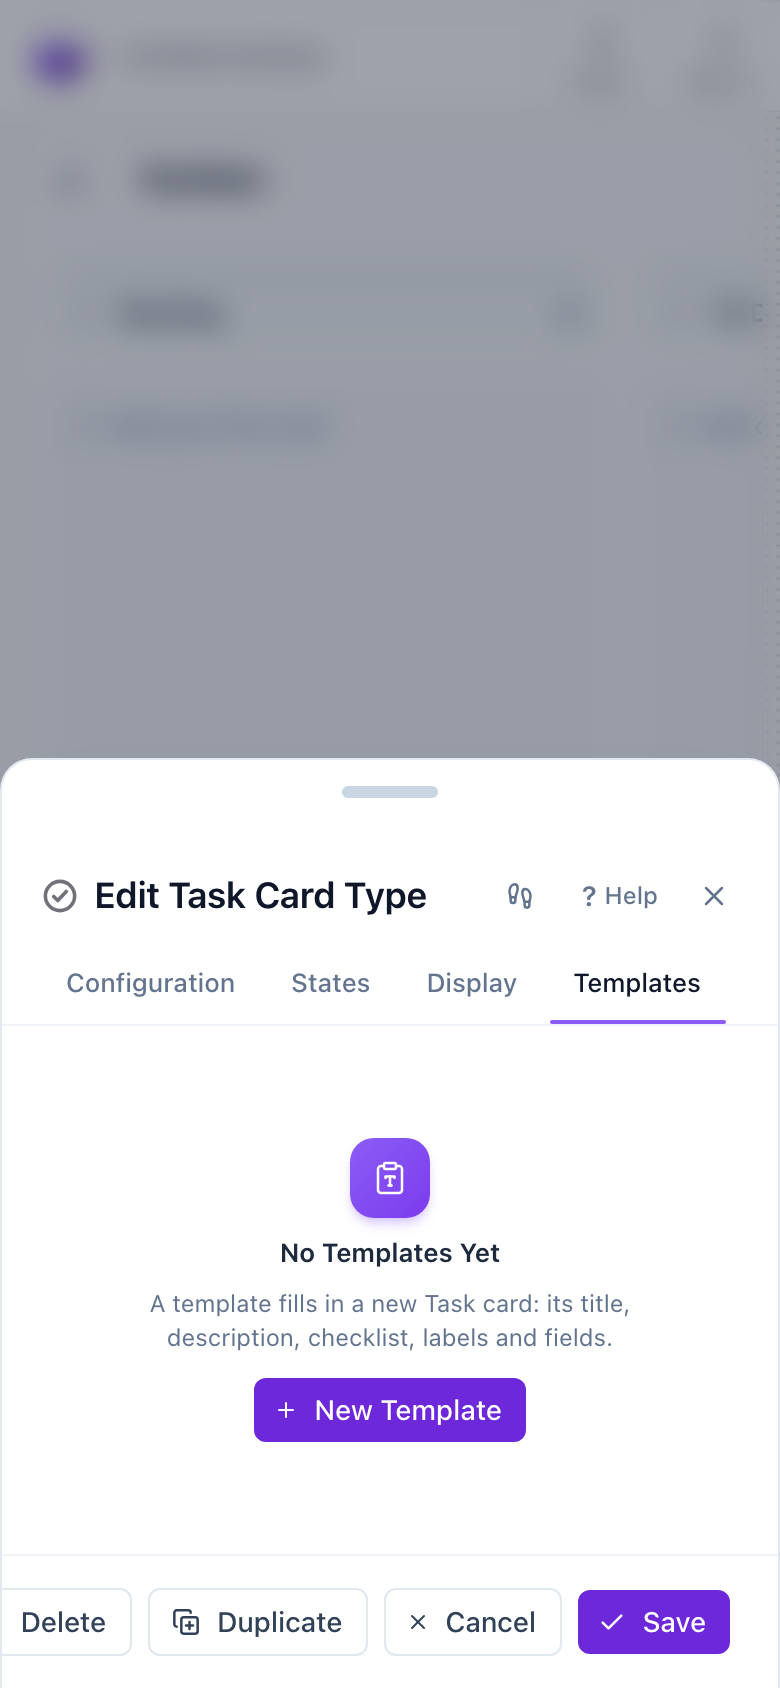 Edit Task Card Type
? Help
Configuration
States
Display
Templates
No Templates Yet
A template fills in a new Task card: its title,
description, checklist, labels and fields.
New Template
Delete
Duplicate
Cancel
Save